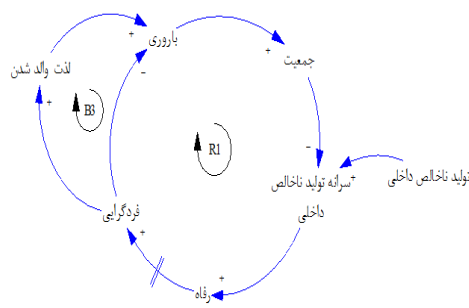 +
باروری
+
-
جمعیت
لذت والد شدن
+
B3
R1
-
سرانه تولید ناخالص
داخلی
+
تولید ناخالص داخلی
فردگرایی
+
+
رفاه